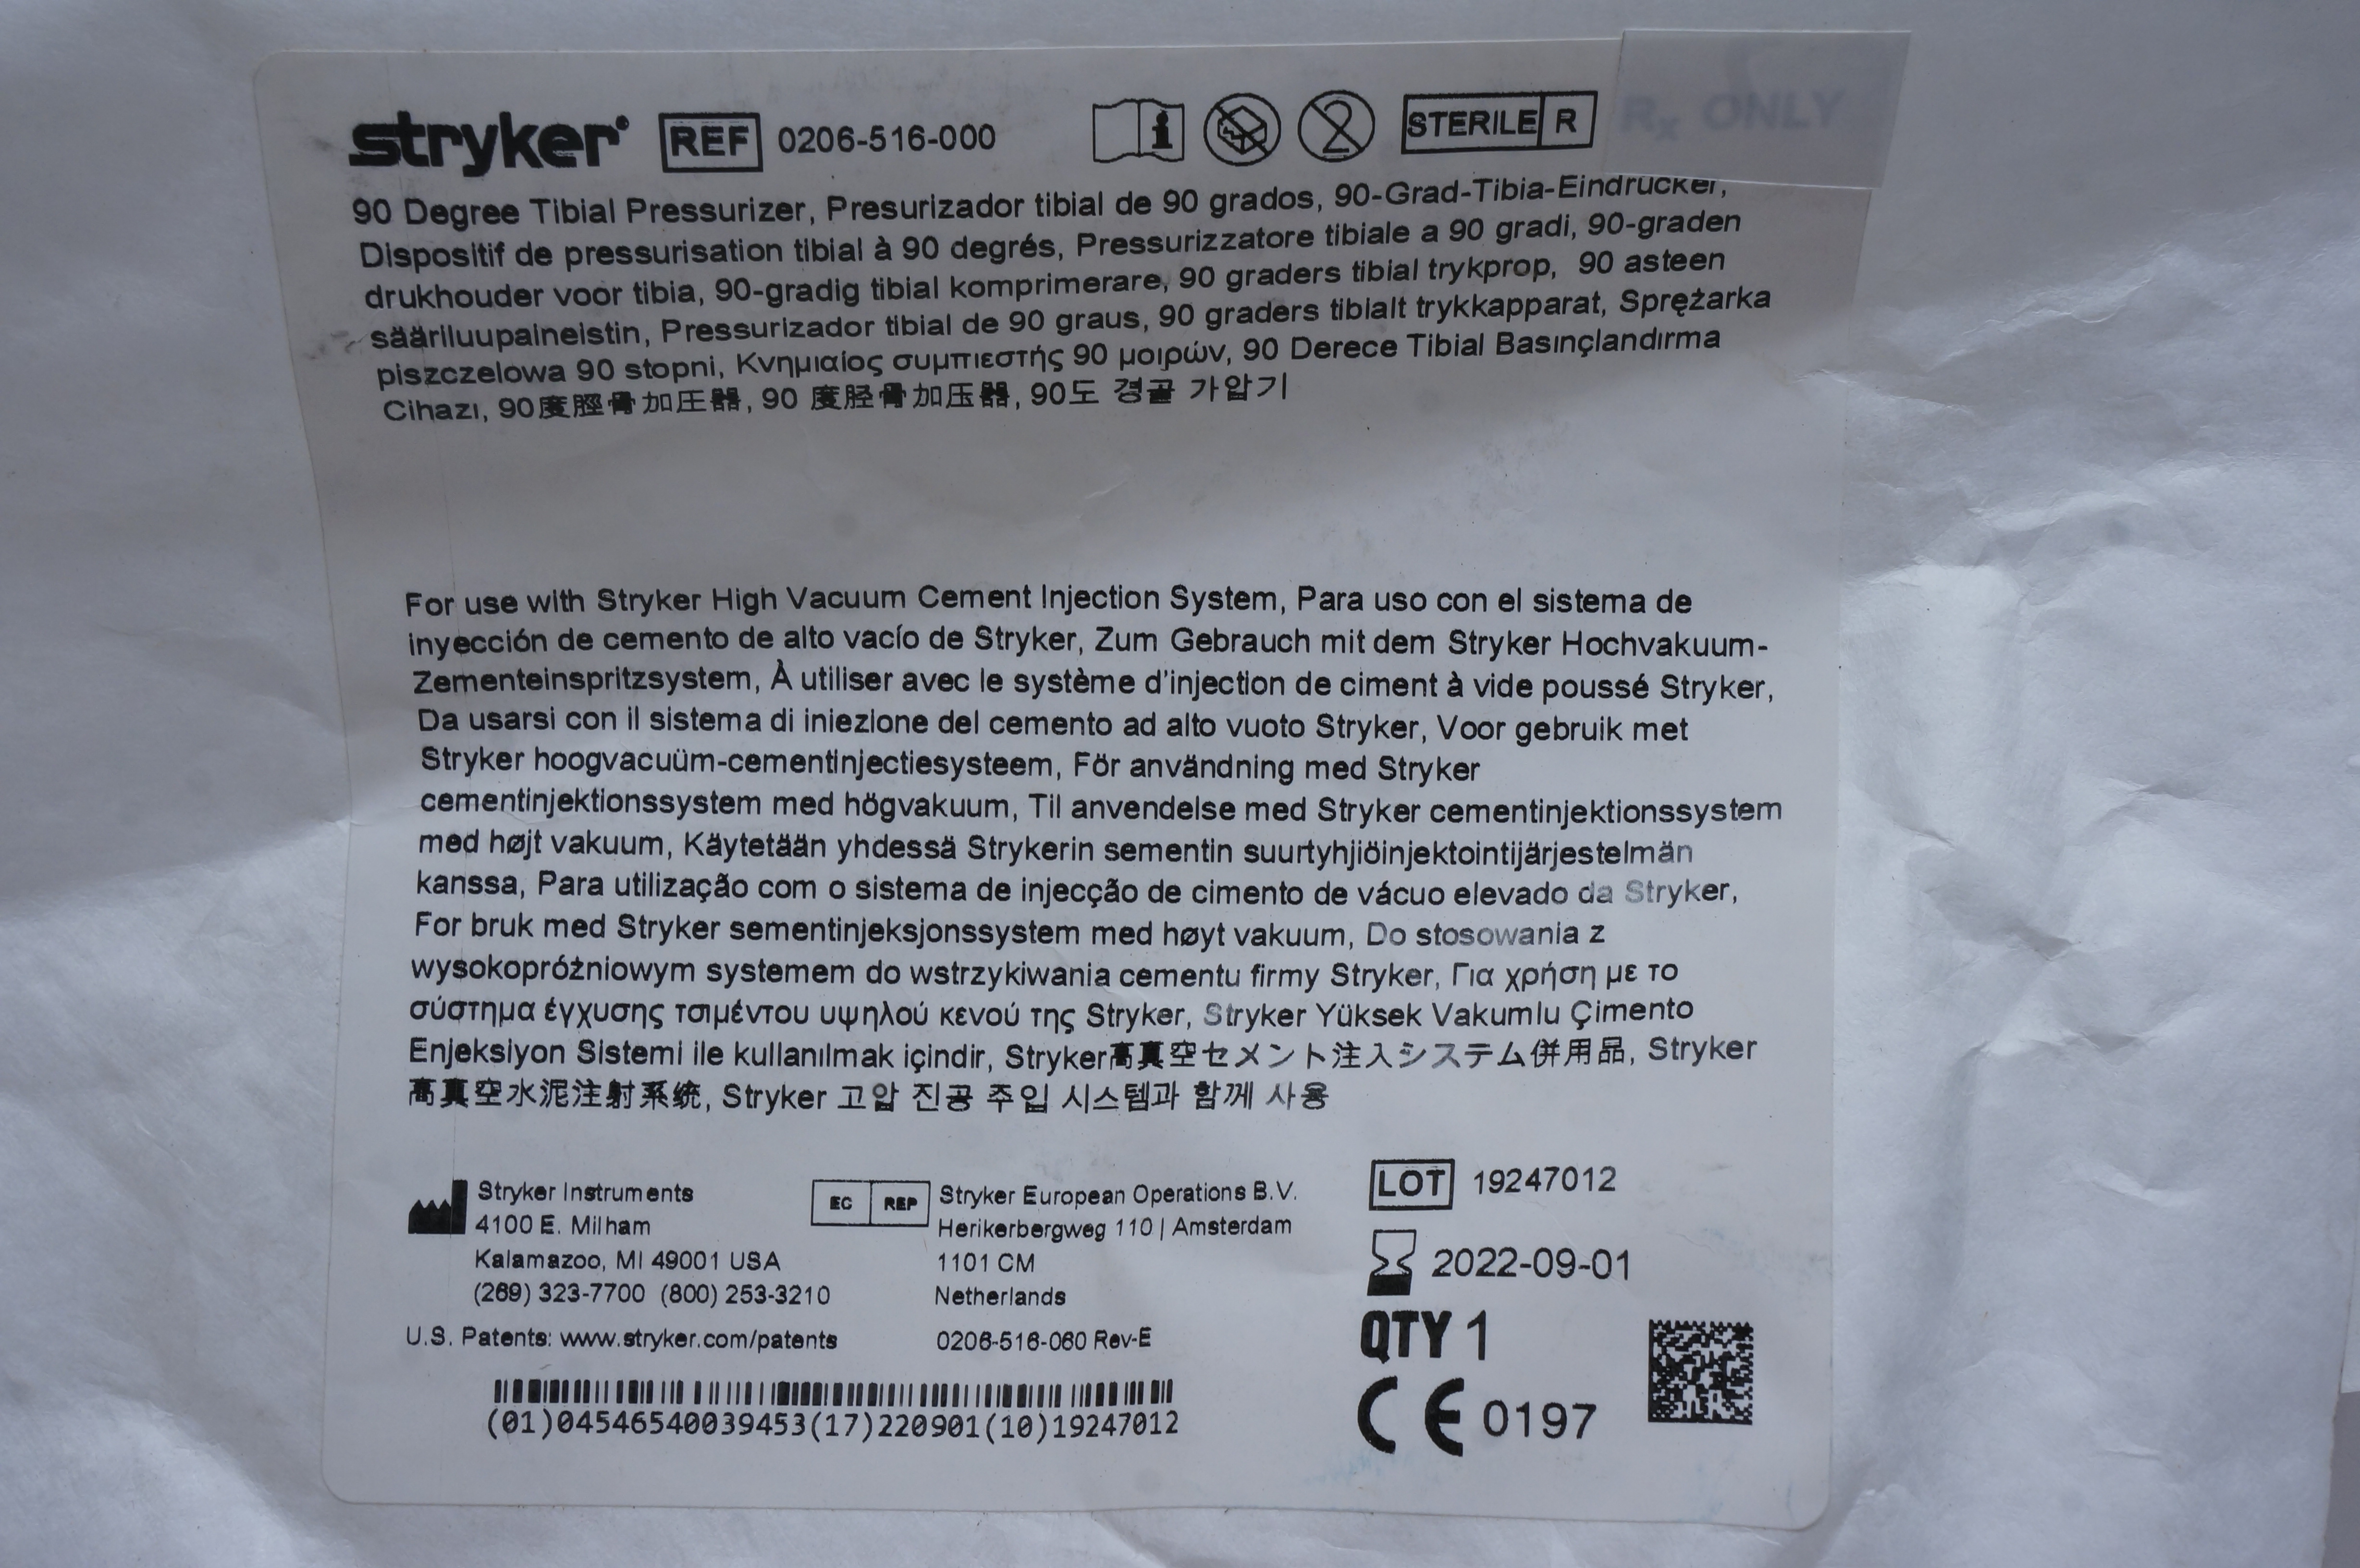 stryker REF 0206-516-000 STERILE R Rx ONLY
90 Degree Tibial Pressurizer, Presurizador tibial de 90 grados, 90-Grad-Tibia-Eindrücker,
Dispositif de pressurisation tibial à 90 degrés, Pressurizzatore tibiale a 90 gradi, 90-graden
drukhouder voor tibia, 90-gradig tibial komprimerare, 90 graders tibial trykprop, 90 asteen
sääriluupaineistin, Pressurizador tibial de 90 graus, 90 graders tibialt trykkapparat, Sprężarka
piszczelowa 90 stopni, Κνημιαίος συμπιεστής 90 μοιρών, 90 Derece Tibial Basınçlandırma
Cihazı, 90度脛骨加圧器, 90 度胫骨加压器, 90도 경골 가압기
For use with Stryker High Vacuum Cement Injection System, Para uso con el sistema de
inyección de cemento de alto vacío de Stryker, Zum Gebrauch mit dem Stryker Hochvakuum-
Zementeinspritzsystem, À utiliser avec le système d'injection de ciment à vide poussé Stryker,
Da usarsi con il sistema di iniezione del cemento ad alto vuoto Stryker, Voor gebruik met
Stryker hoogvacuüm-cementinjectiesysteem, För användning med Stryker
cementinjektionssystem med högvakuum, Til anvendelse med Stryker cementinjektionssystem
med højt vakuum, Käytetään yhdessä Strykerin sementin suurtyhjiöinjektointijärjestelmän
kanssa, Para utilização com o sistema de injecção de cimento de vácuo elevado da Stryker,
For bruk med Stryker sementinjeksjonssystem med høyt vakuum, Do stosowania z
wysokopróżniowym systemem do wstrzykiwania cementu firmy Stryker, Για χρήση με το
σύστημα έγχυσης τσιμέντου υψηλού κενού της Stryker, Stryker Yüksek Vakumlu Çimento
Enjeksiyon Sistemi ile kullanılmak içindir, Stryker高真空セメント注入システム併用品, Stryker
高真空水泥注射系统, Stryker 고압 진공 주입 시스템과 함께 사용
Stryker Instruments
4100 E. Milham
Kalamazoo, MI 49001 USA
(269) 323-7700 (800) 253-3210
U.S. Patents: www.stryker.com/patents
EC REP Stryker European Operations B.V.
Herikerbergweg 110 | Amsterdam
1101 CM
Netherlands
0206-516-060 Rev-E
LOT 19247012
2022-09-01
QTY 1
CE 0197
(01)04546540039453(17)220901(10)19247012